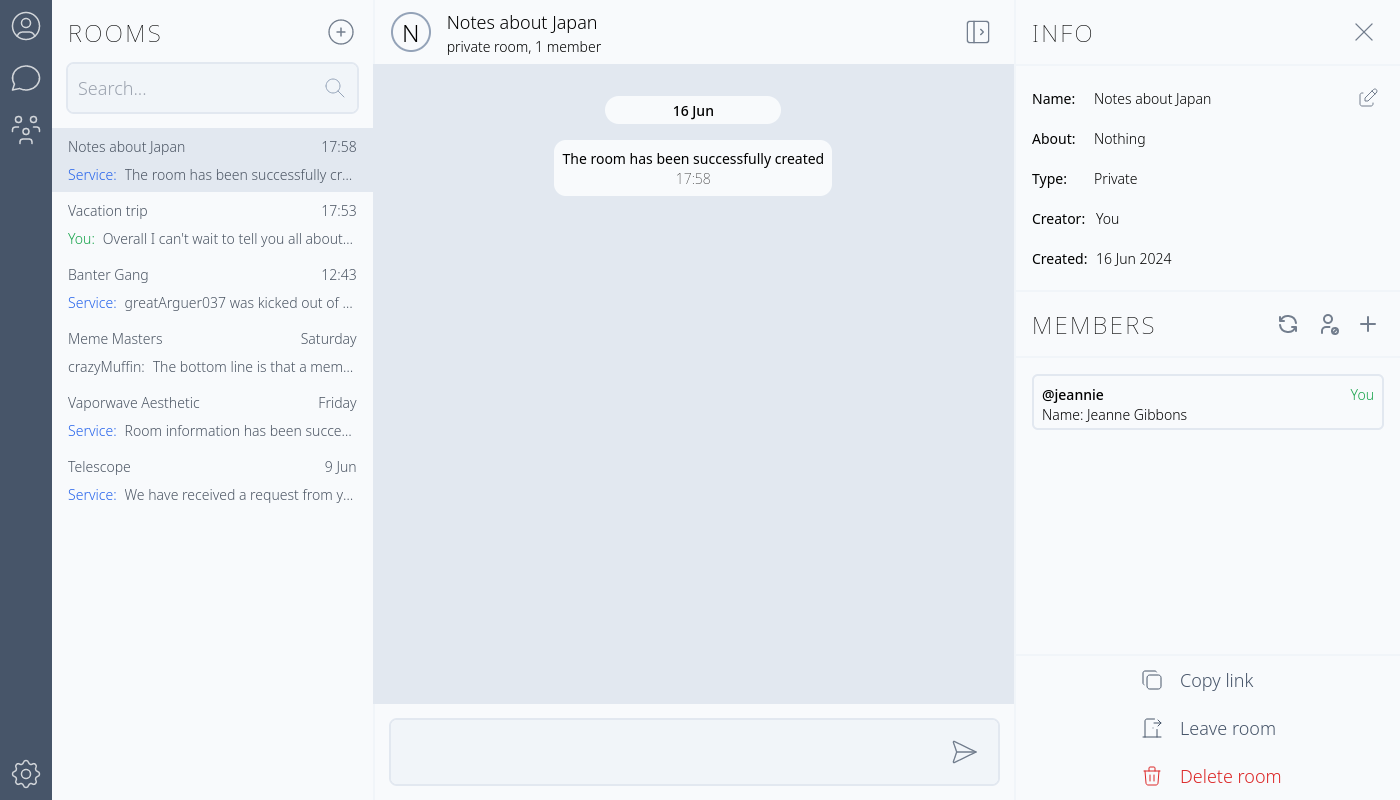 ROOMS
Search...
Notes about Japan 17:58
Service: The room has been successfully cr...
Vacation trip 17:53
You: Overall I can't wait to tell you all about...
Banter Gang 12:43
Service: greatArguer037 was kicked out of ...
Meme Masters Saturday
crazyMuffin: The bottom line is that a mem...
Vaporwave Aesthetic Friday
Service: Room information has been succe...
Telescope 9 Jun
Service: We have received a request from y...
N
Notes about Japan
private room, 1 member
16 Jun
The room has been successfully created
17:58
INFO
Name: Notes about Japan
About: Nothing
Type: Private
Creator: You
Created: 16 Jun 2024
MEMBERS
@jeannie You
Name: Jeanne Gibbons
Copy link
Leave room
Delete room